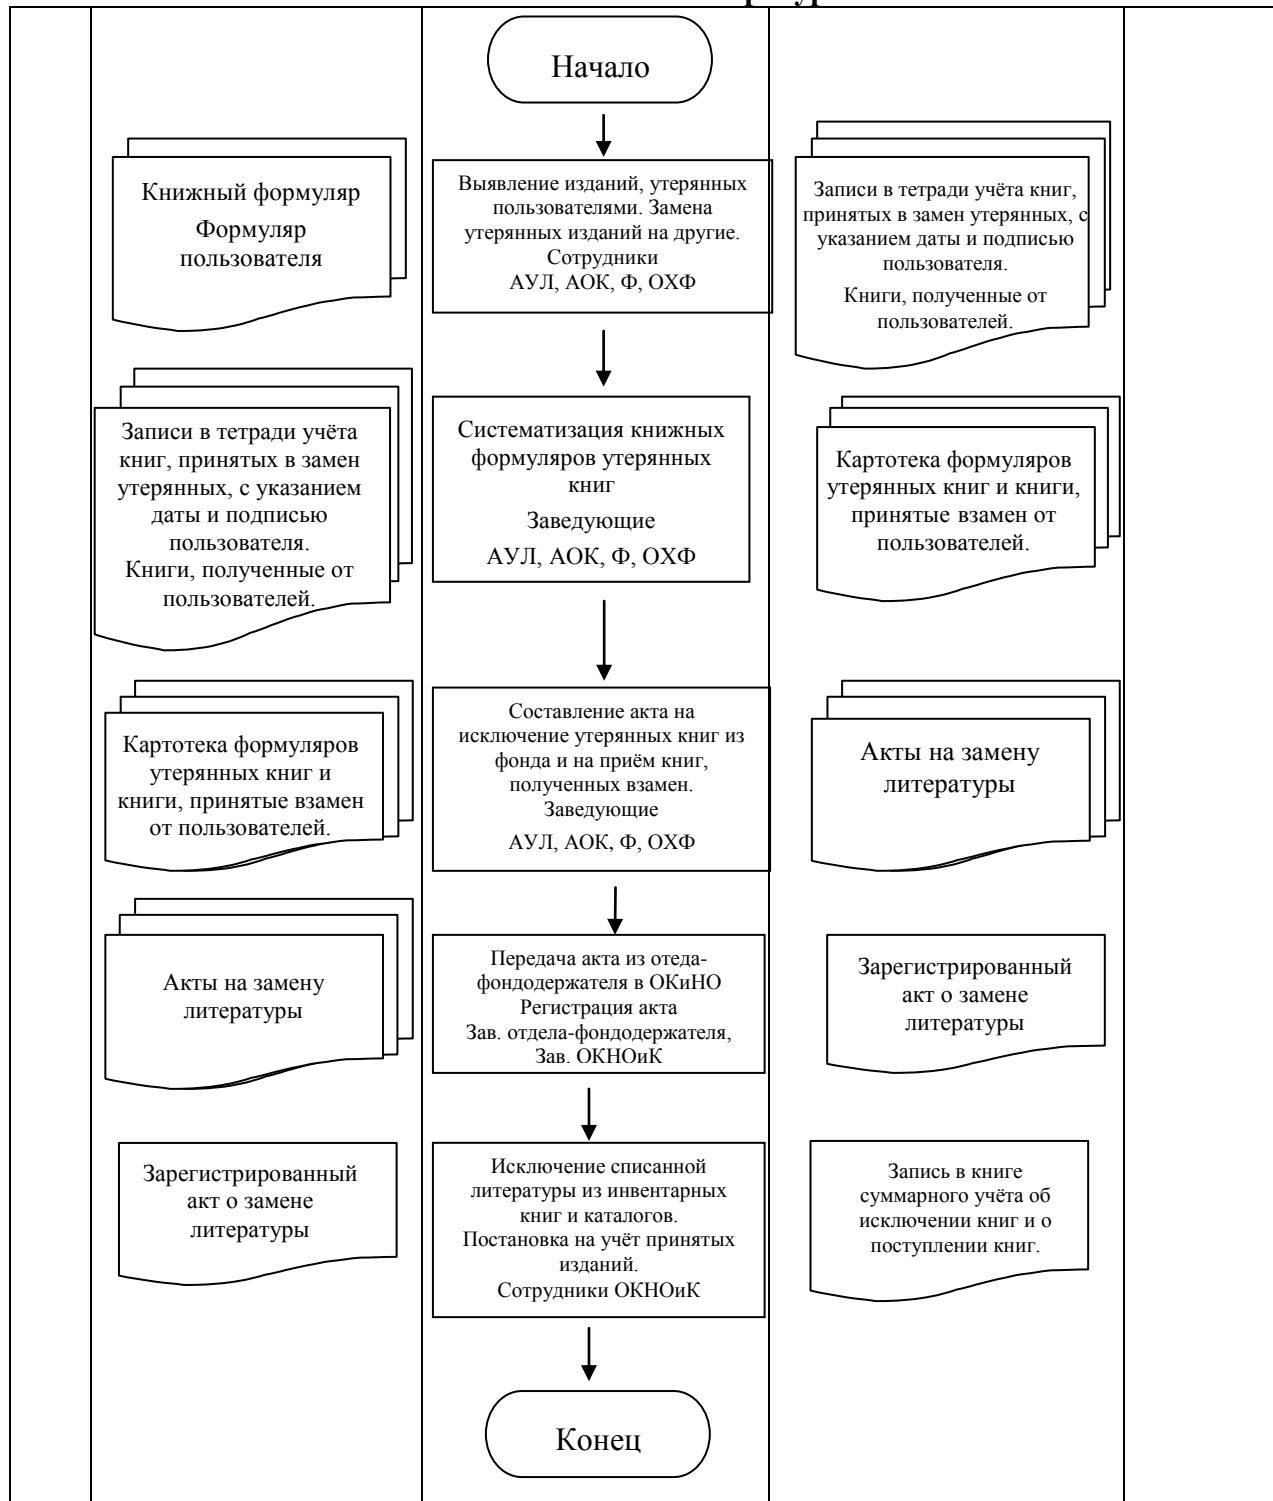 Начало
Книжный формуляр
Формуляр
пользователя
Выявление изданий, утерянных
пользователями. Замена
утерянных изданий на другие.
Сотрудники
АУЛ, АОК, Ф, ОХФ
Записи в тетради учёта книг,
принятых в замен утерянных, с
указанием даты и подписью
пользователя.
Книги, полученные от
пользователей.
Записи в тетради учёта
книг, принятых в замен
утерянных, с указанием
даты и подписью
пользователя.
Книги, полученные от
пользователей.
Систематизация книжных
формуляров утерянных
книг
Заведующие
АУЛ, АОК, Ф, ОХФ
Картотека формуляров
утерянных книг и книги,
принятые взамен от
пользователей.
Картотека формуляров
утерянных книг и
книги, принятые взамен
от пользователей.
Составление акта на
исключение утерянных книг из
фонда и на приём книг,
полученных взамен.
Заведующие
АУЛ, АОК, Ф, ОХФ
Акты на замену
литературы
Акты на замену
литературы
Передача акта из отеда-
фондодержателя в ОКиНО
Регистрация акта
Зав. отдела-фондодержателя,
Зав. ОКНОиК
Зарегистрированный
акт о замене
литературы
Зарегистрированный
акт о замене
литературы
Исключение списанной
литературы из инвентарных
книг и каталогов.
Постановка на учёт принятых
изданий.
Сотрудники ОКНОиК
Запись в книге
суммарного учёта об
исключении книг и о
поступлении книг.
Конец